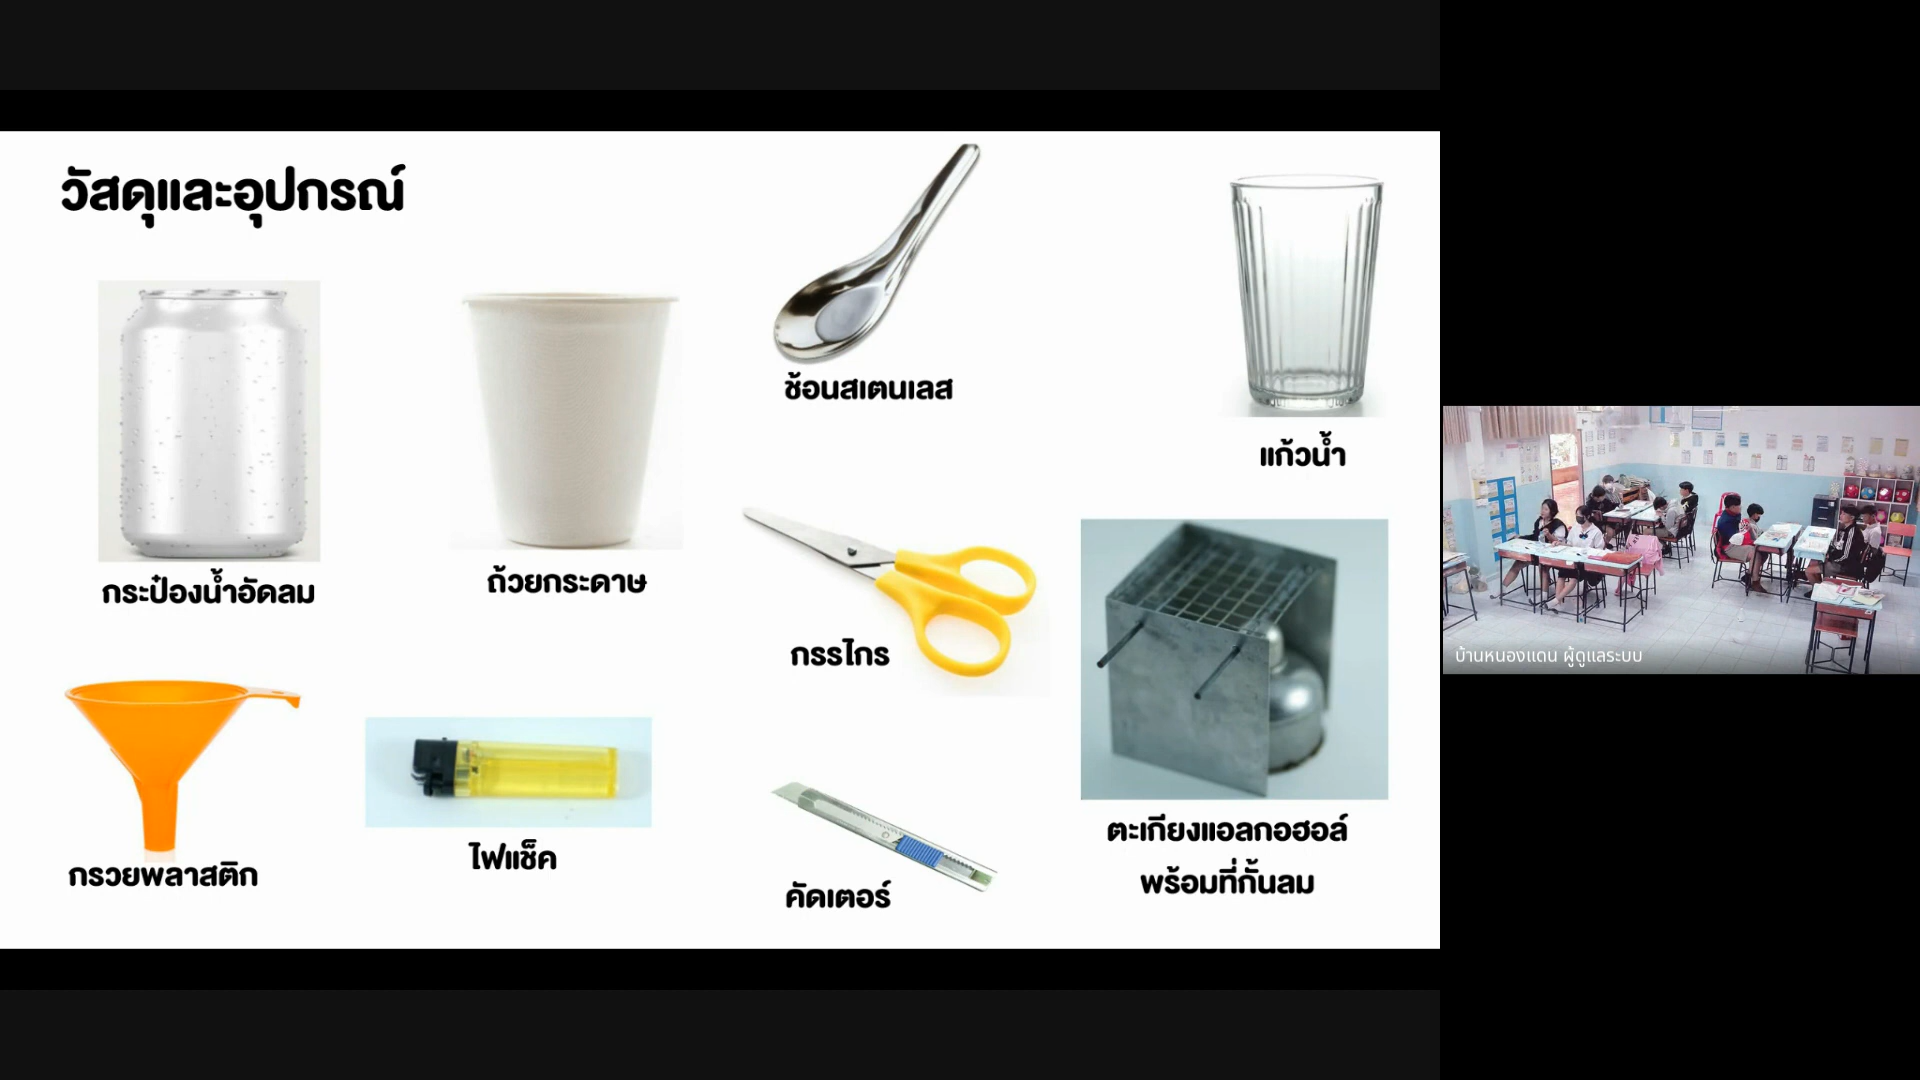 วัสดุและอุปกรณ์
กระป๋องน้ำอัดลม
ถ้วยกระดาษ
ช้อนสเตนเลส
แก้วน้ำ
กรรไกร
กรวยพลาสติก
ไฟแช็ค
คัตเตอร์
ตะเกียงแอลกอฮอล์
พร้อมที่กั้นลม
บ้านหนองแดน ผู้ดูแลระบบ